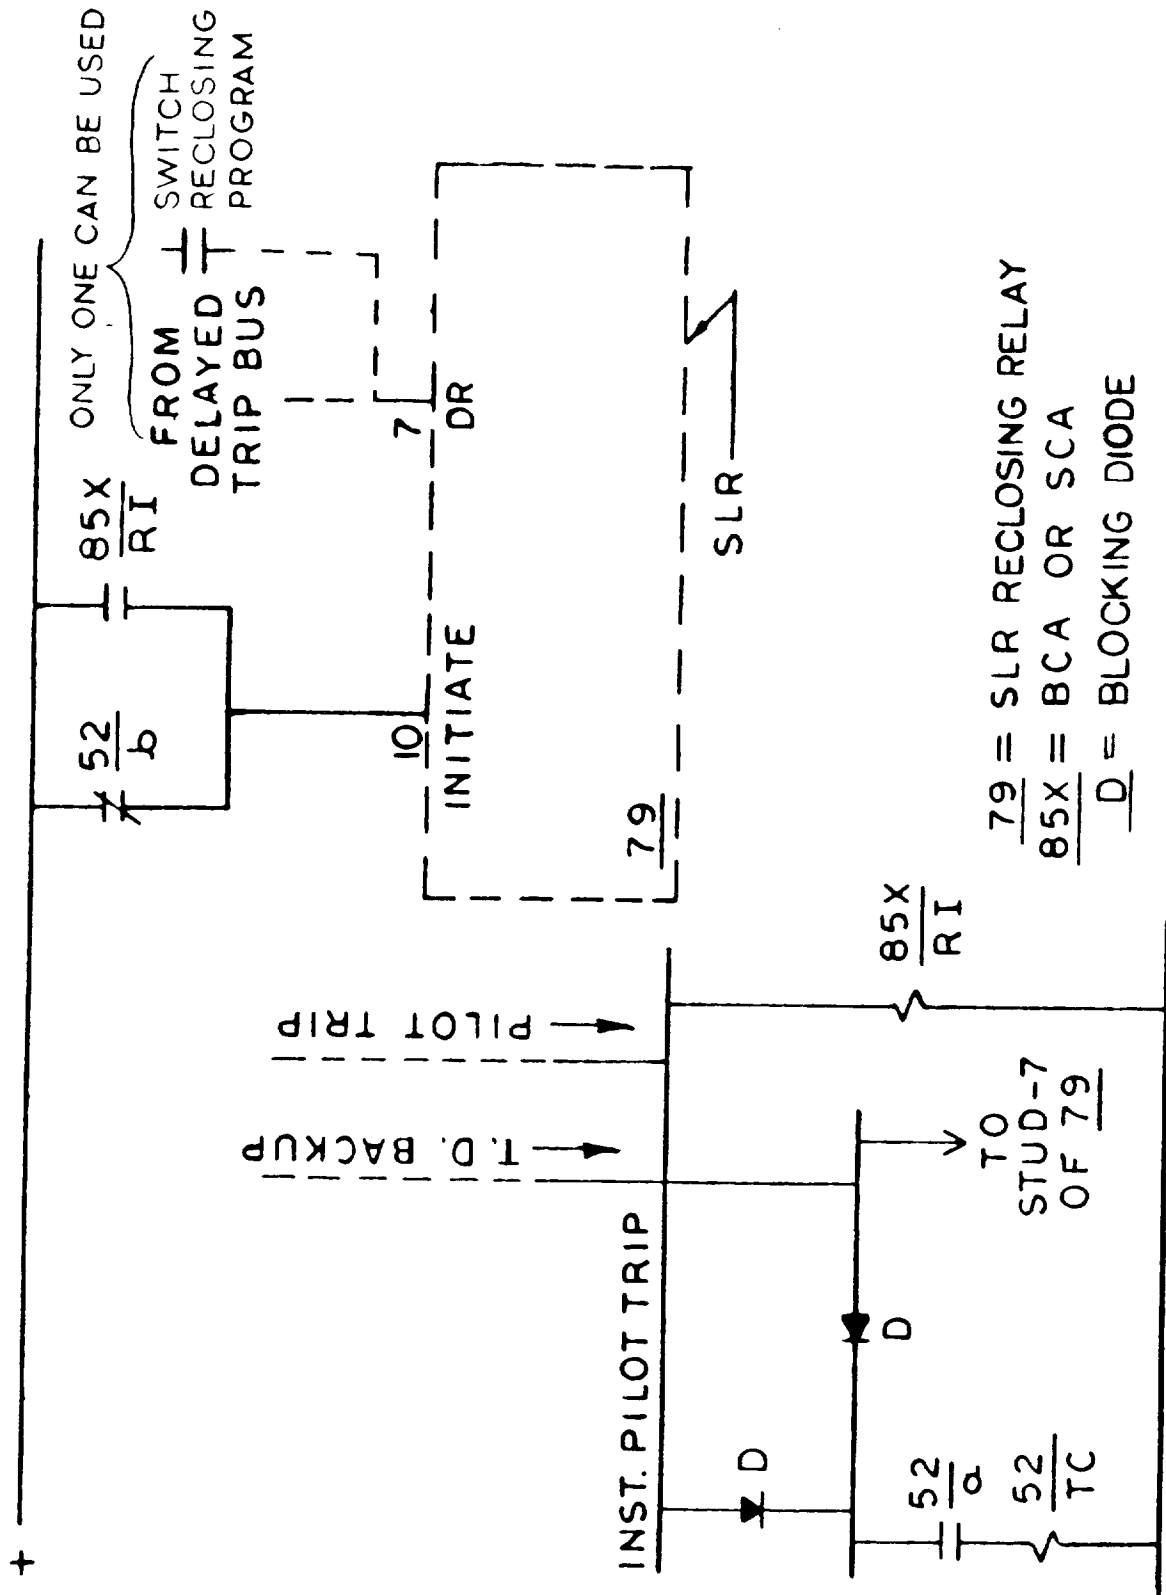 +
52
b
85X
RI
ONLY ONE CAN BE USED
FROM
DELAYED
TRIP BUS
SWITCH
RECLOSING
PROGRAM
10
INITIATE
7
DR
79
SLR
T.D. BACKUP
PILOT TRIP
INST. PILOT TRIP
D
D
TO
STUD-7
OF 79
85X
RI
52
a
52
TC
79 = SLR RECLOSING RELAY
85X = BCA OR SCA
D = BLOCKING DIODE